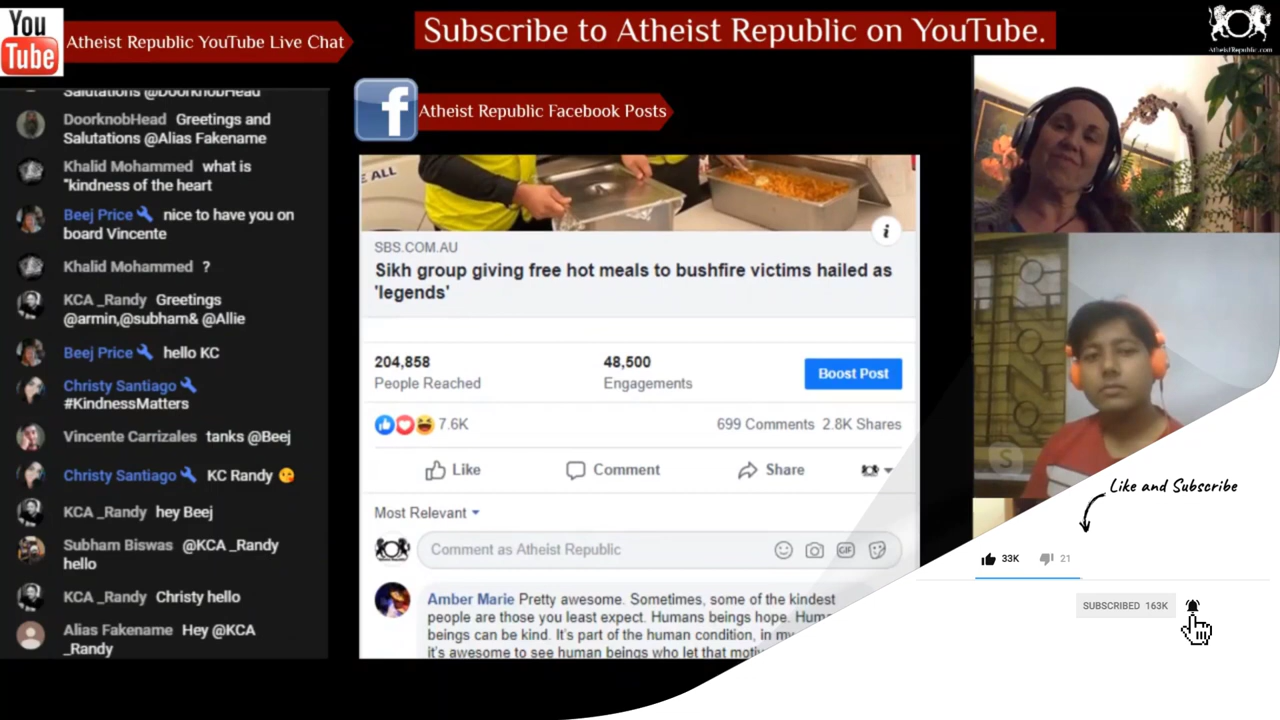 You
Tube
Atheist Republic YouTube Live Chat
Subscribe to Atheist Republic on YouTube.
AtheistRepublic.com
Atheist Republic Facebook Posts
Salutations @DoorknobHead
DoorknobHead Greetings and
Salutations @Alias Fakename
Khalid Mohammed what is
"kindness of the heart
Beej Price nice to have you on
board Vincente
Khalid Mohammed ?
KCA _Randy Greetings
@armin,@subham& @Allie
Beej Price hello KC
Christy Santiago
#KindnessMatters
Vincente Carrizales tanks @Beej
Christy Santiago KC Randy 😘
KCA _Randy hey Beej
Subham Biswas @KCA _Randy
hello
KCA _Randy Christy hello
Alias Fakename Hey @KCA
_Randy
E ALL
SBS.COM.AU
i
Sikh group giving free hot meals to bushfire victims hailed as
'legends'
204,858
People Reached
48,500
Engagements
Boost Post
7.6K
699 Comments 2.8K Shares
Like
Comment
Share
Most Relevant
Comment as Atheist Republic
GIF
Amber Marie Pretty awesome. Sometimes, some of the kindest
people are those you least expect. Humans beings hope. Hum
beings can be kind. It's part of the human condition, in my
it's awesome to see human beings who let that
S
Like and Subscribe
33K
21
SUBSCRIBED 163K